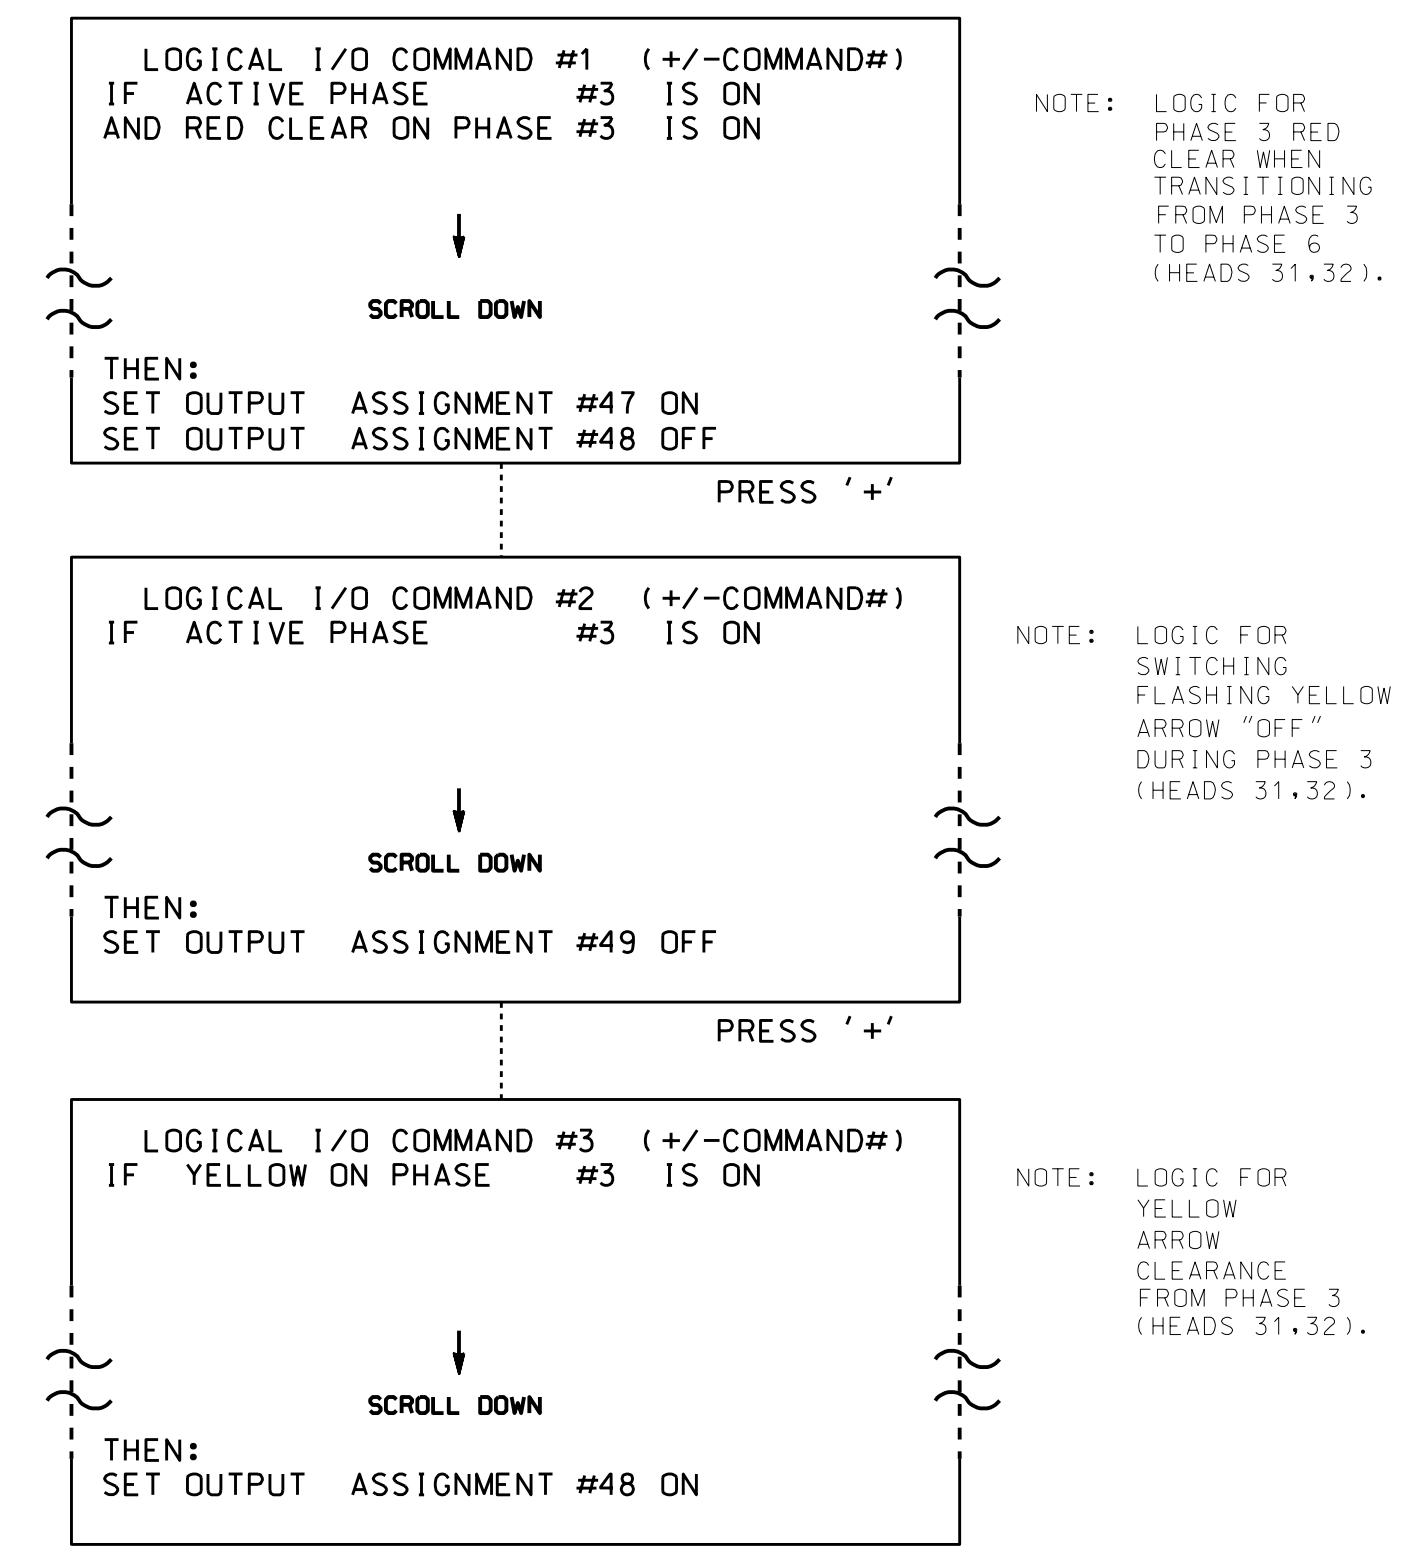 LOGICAL I/O COMMAND #1 (+/-COMMAND#)
IF ACTIVE PHASE #3 IS ON
AND RED CLEAR ON PHASE #3 IS ON
SCROLL DOWN
THEN:
SET OUTPUT ASSIGNMENT #47 ON
SET OUTPUT ASSIGNMENT #48 OFF
NOTE: LOGIC FOR
PHASE 3 RED
CLEAR WHEN
TRANSITIONING
FROM PHASE 3
TO PHASE 6
(HEADS 31,32).
PRESS '+'
LOGICAL I/O COMMAND #2 (+/-COMMAND#)
IF ACTIVE PHASE #3 IS ON
SCROLL DOWN
THEN:
SET OUTPUT ASSIGNMENT #49 OFF
NOTE: LOGIC FOR
SWITCHING
FLASHING YELLOW
ARROW "OFF"
DURING PHASE 3
(HEADS 31,32).
PRESS '+'
LOGICAL I/O COMMAND #3 (+/-COMMAND#)
IF YELLOW ON PHASE #3 IS ON
SCROLL DOWN
THEN:
SET OUTPUT ASSIGNMENT #48 ON
NOTE: LOGIC FOR
YELLOW
ARROW
CLEARANCE
FROM PHASE 3
(HEADS 31,32).